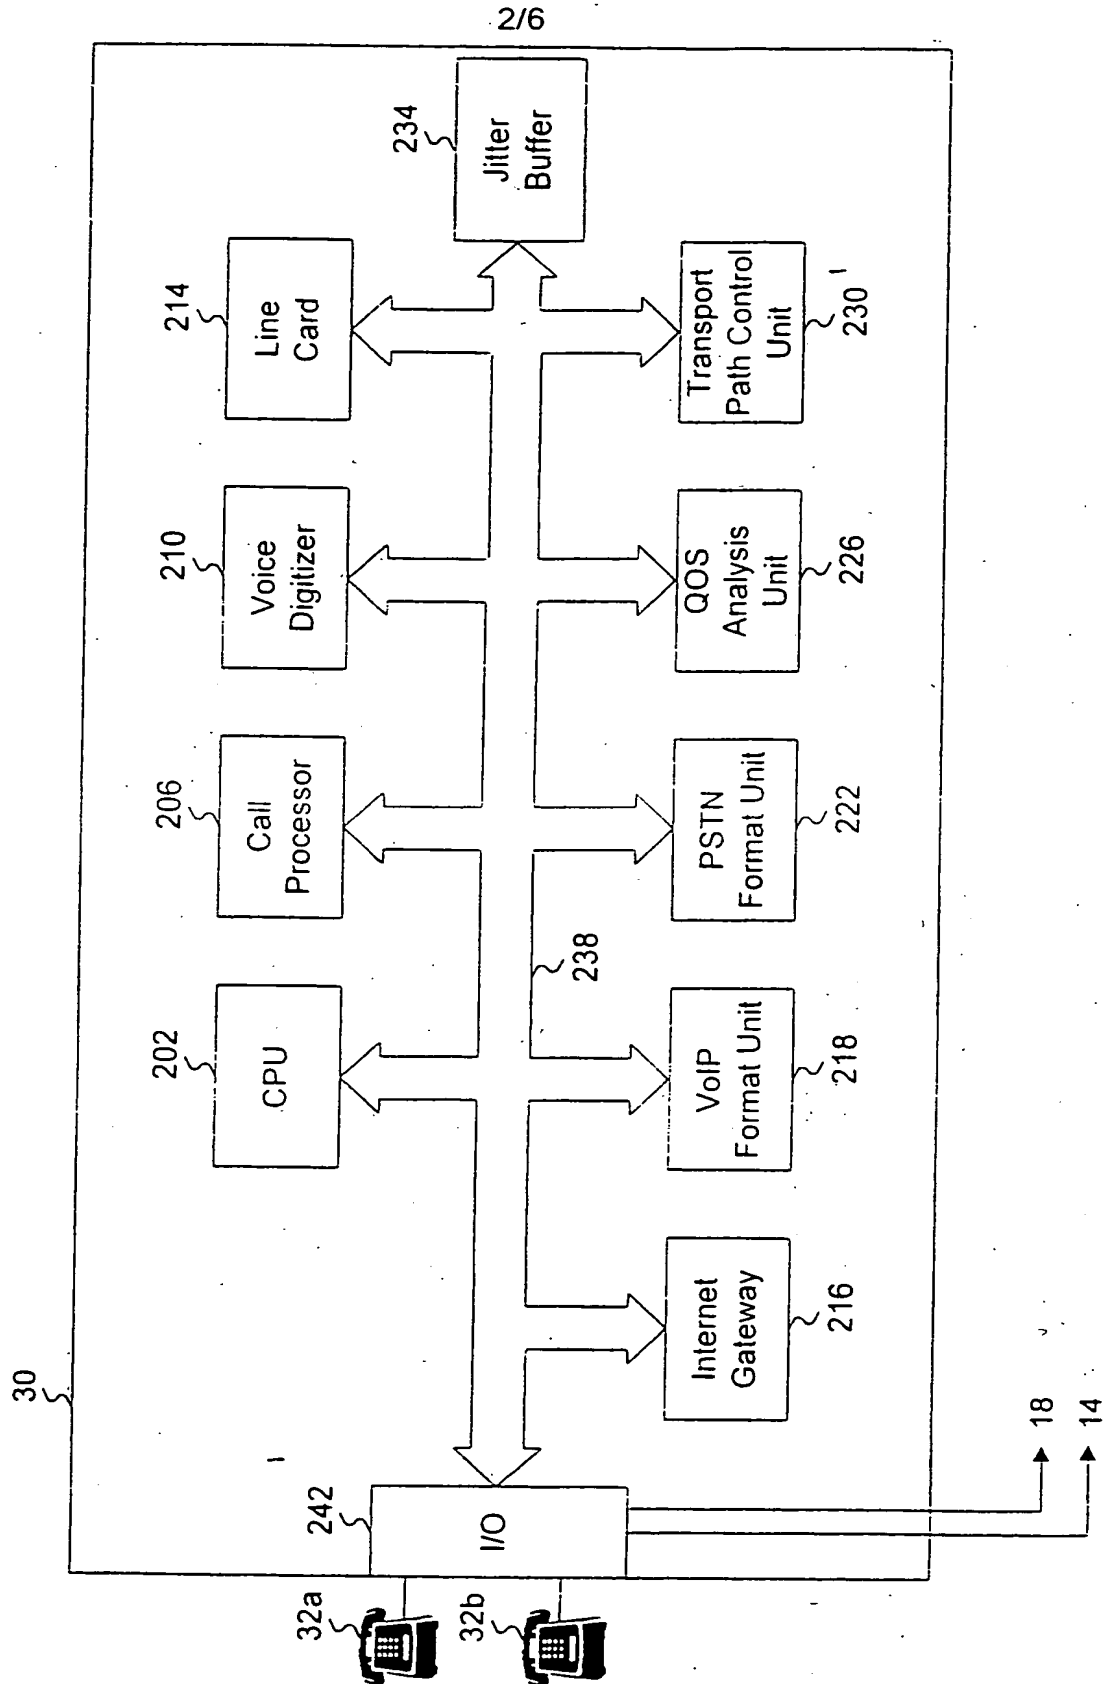 2/6
30
242
I/O
32a
32b
18
14
202
CPU
206
Call
Processor
210
Voice
Digitizer
214
Line
Card
234
Jitter
Buffer
238
Internet
Gateway
216
VoIP
Format Unit
218
PSTN
Format Unit
222
QOS
Analysis
Unit
226
Transport
Path Control
Unit
230